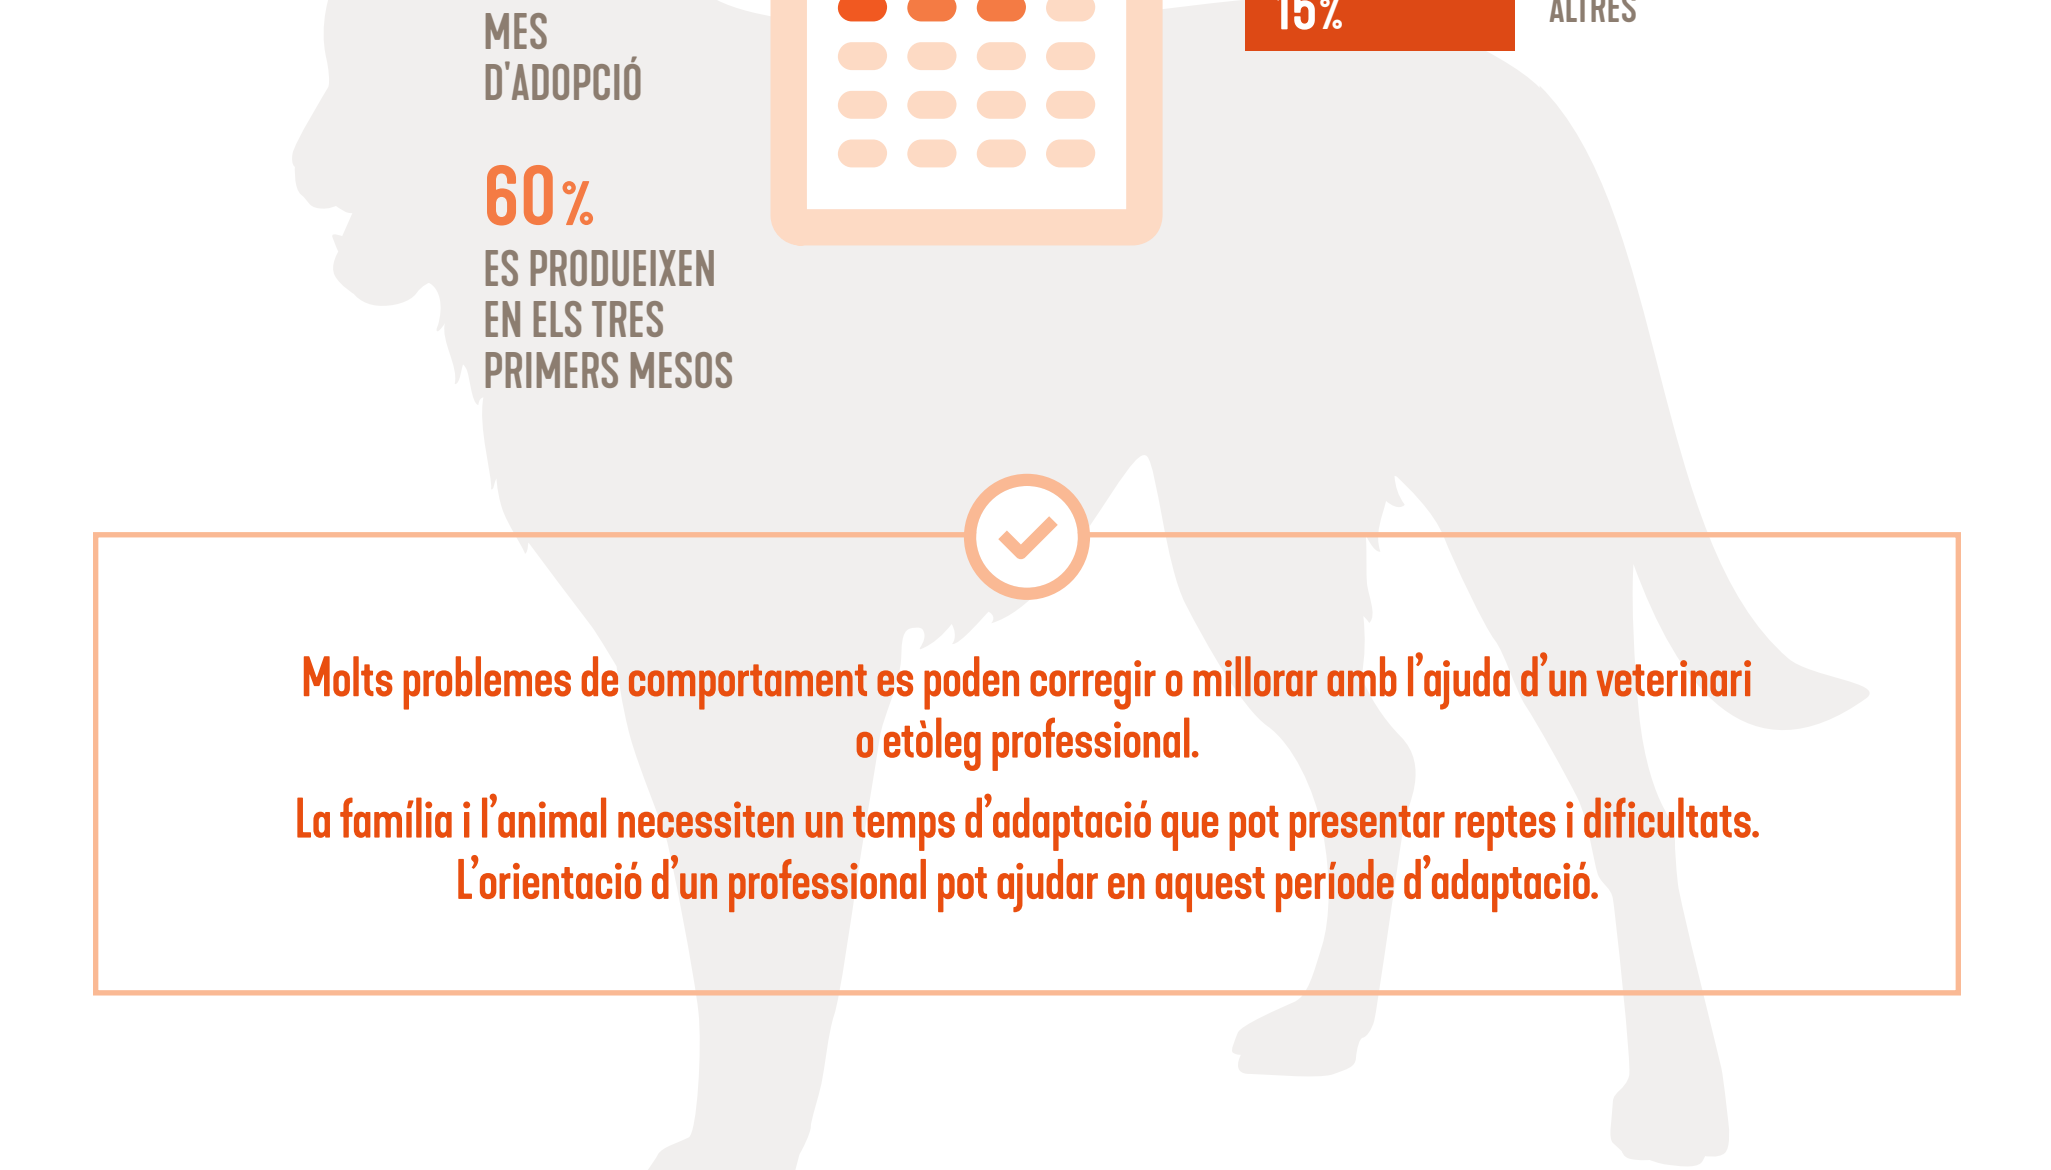 MES
D'ADOPCIÓ
60%
ES PRODUEIXEN
EN ELS TRES
PRIMERS MESOS
15%
ALTRES
Molts problemes de comportament es poden corregir o millorar amb l’ajuda d’un veterinari
o etòleg professional.
La família i l’animal necessiten un temps d’adaptació que pot presentar reptes i dificultats.
L’orientació d’un professional pot ajudar en aquest període d’adaptació.